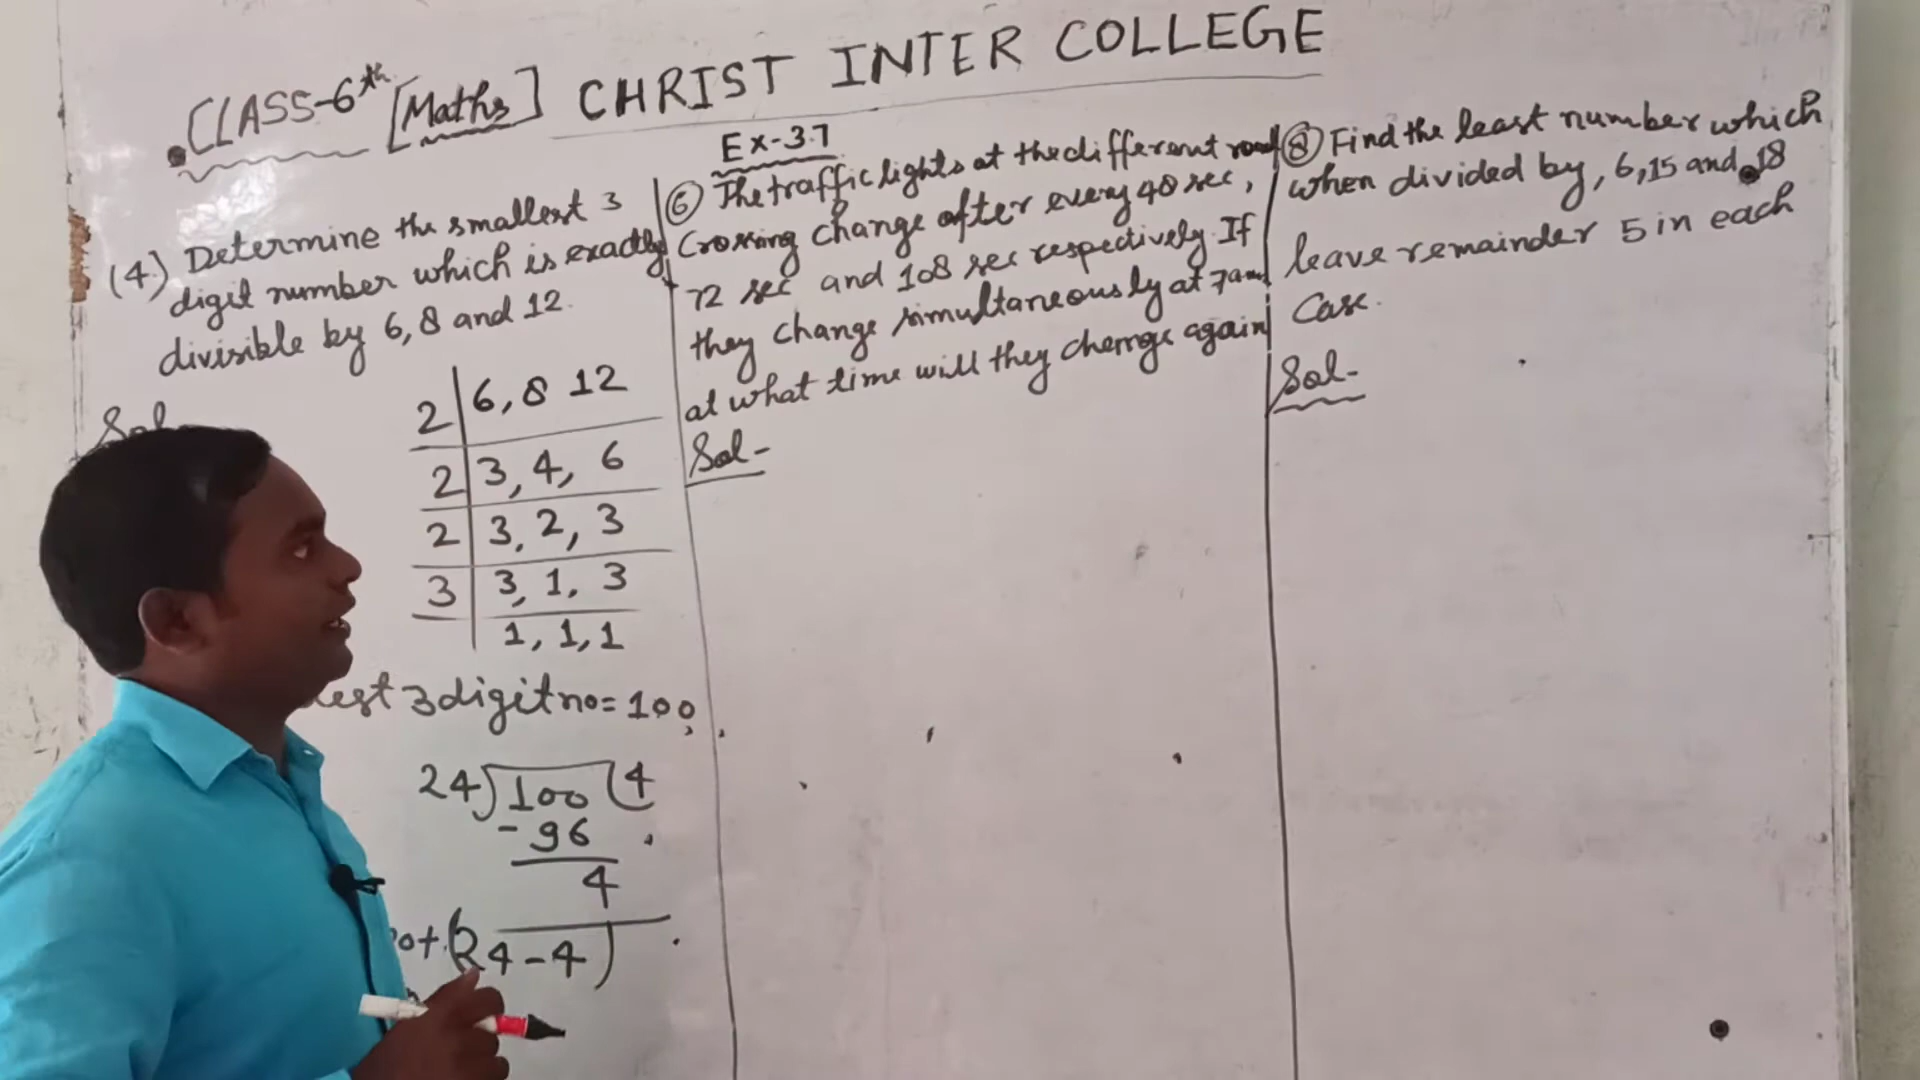 CLASS-6th [Maths] CHRIST INTER COLLEGE
Ex-3.7
(4.) Determine the smallest 3
digit number which is exactly
divisible by 6, 8 and 12.
Sol
2 | 6, 8 12
2 | 3, 4, 6
2 | 3, 2, 3
3 | 3, 1, 3
1, 1, 1
est 3 digit no = 100
24) 100 (4
- 96
4
(24-4)
(6) The traffic lights at the different road
Crossing change after every 48 sec,
72 sec and 108 sec respectively. If
they change simultaneously at 7am
at what time will they change again
Sol-
(8) Find the least number which
when divided by, 6, 15 and 18
leave remainder 5 in each
Case.
Sol-